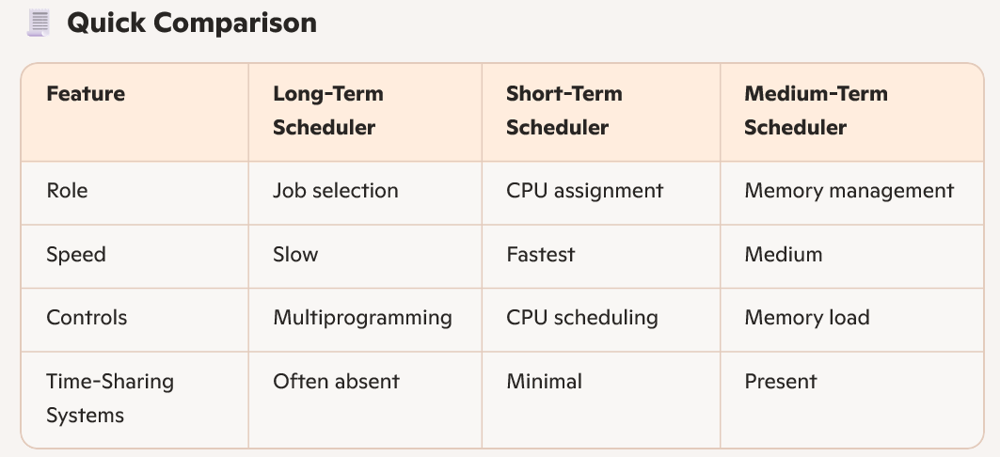 Quick Comparison
Feature
Long-Term
Scheduler
Short-Term
Scheduler
Medium-Term
Scheduler
Role
Job selection
CPU assignment
Memory management
Speed
Slow
Fastest
Medium
Controls
Multiprogramming
CPU scheduling
Memory load
Time-Sharing
Systems
Often absent
Minimal
Present